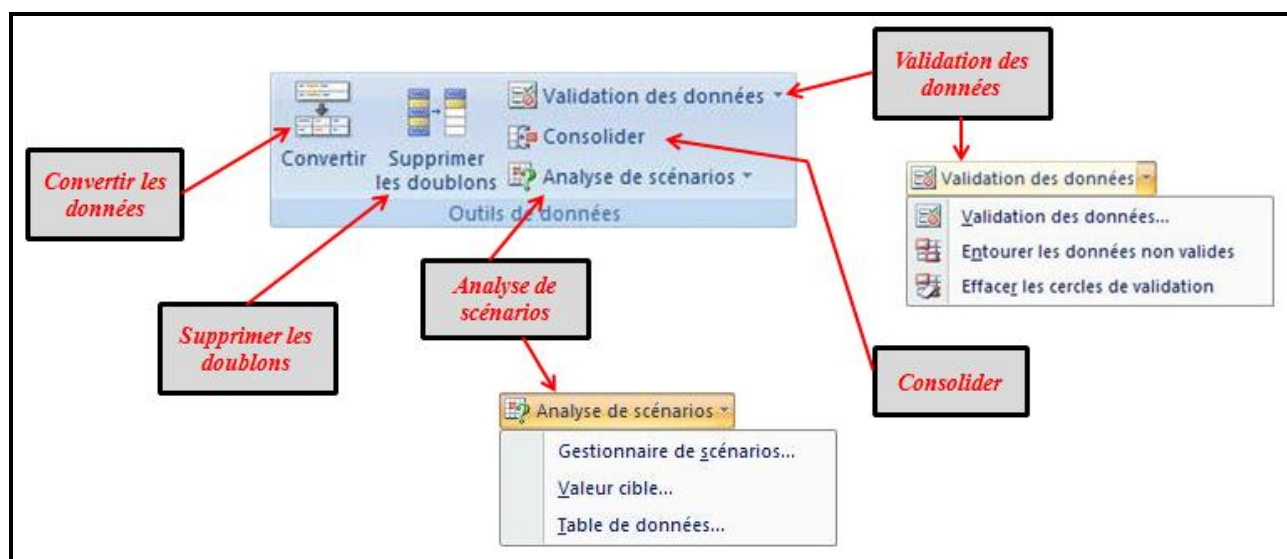 Validation des
données
Validation des données
Consolider
Convertir
Supprimer
les doublons
Analyse de scénarios
Outils de données
Convertir les
données
Validation des données
Validation des données...
Entourer les données non valides
Effacer les cercles de validation
Analyse de
scénarios
Supprimer les
doublons
Consolider
Analyse de scénarios
Gestionnaire de scénarios...
Valeur cible...
Table de données...